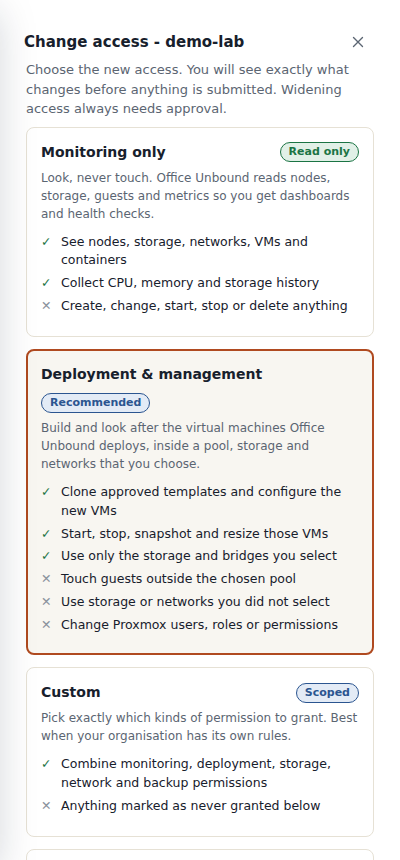 Change access - demo-lab
Choose the new access. You will see exactly what
changes before anything is submitted. Widening
access always needs approval.
Monitoring only
Read only
Look, never touch. Office Unbound reads nodes,
storage, guests and metrics so you get dashboards
and health checks.
✓ See nodes, storage, networks, VMs and
containers
✓ Collect CPU, memory and storage history
✕ Create, change, start, stop or delete anything
Deployment & management
Recommended
Build and look after the virtual machines Office
Unbound deploys, inside a pool, storage and
networks that you choose.
✓ Clone approved templates and configure the
new VMs
✓ Start, stop, snapshot and resize those VMs
✓ Use only the storage and bridges you select
✕ Touch guests outside the chosen pool
✕ Use storage or networks you did not select
✕ Change Proxmox users, roles or permissions
Custom
Scoped
Pick exactly which kinds of permission to grant. Best
when your organisation has its own rules.
✓ Combine monitoring, deployment, storage,
network and backup permissions
✕ Anything marked as never granted below